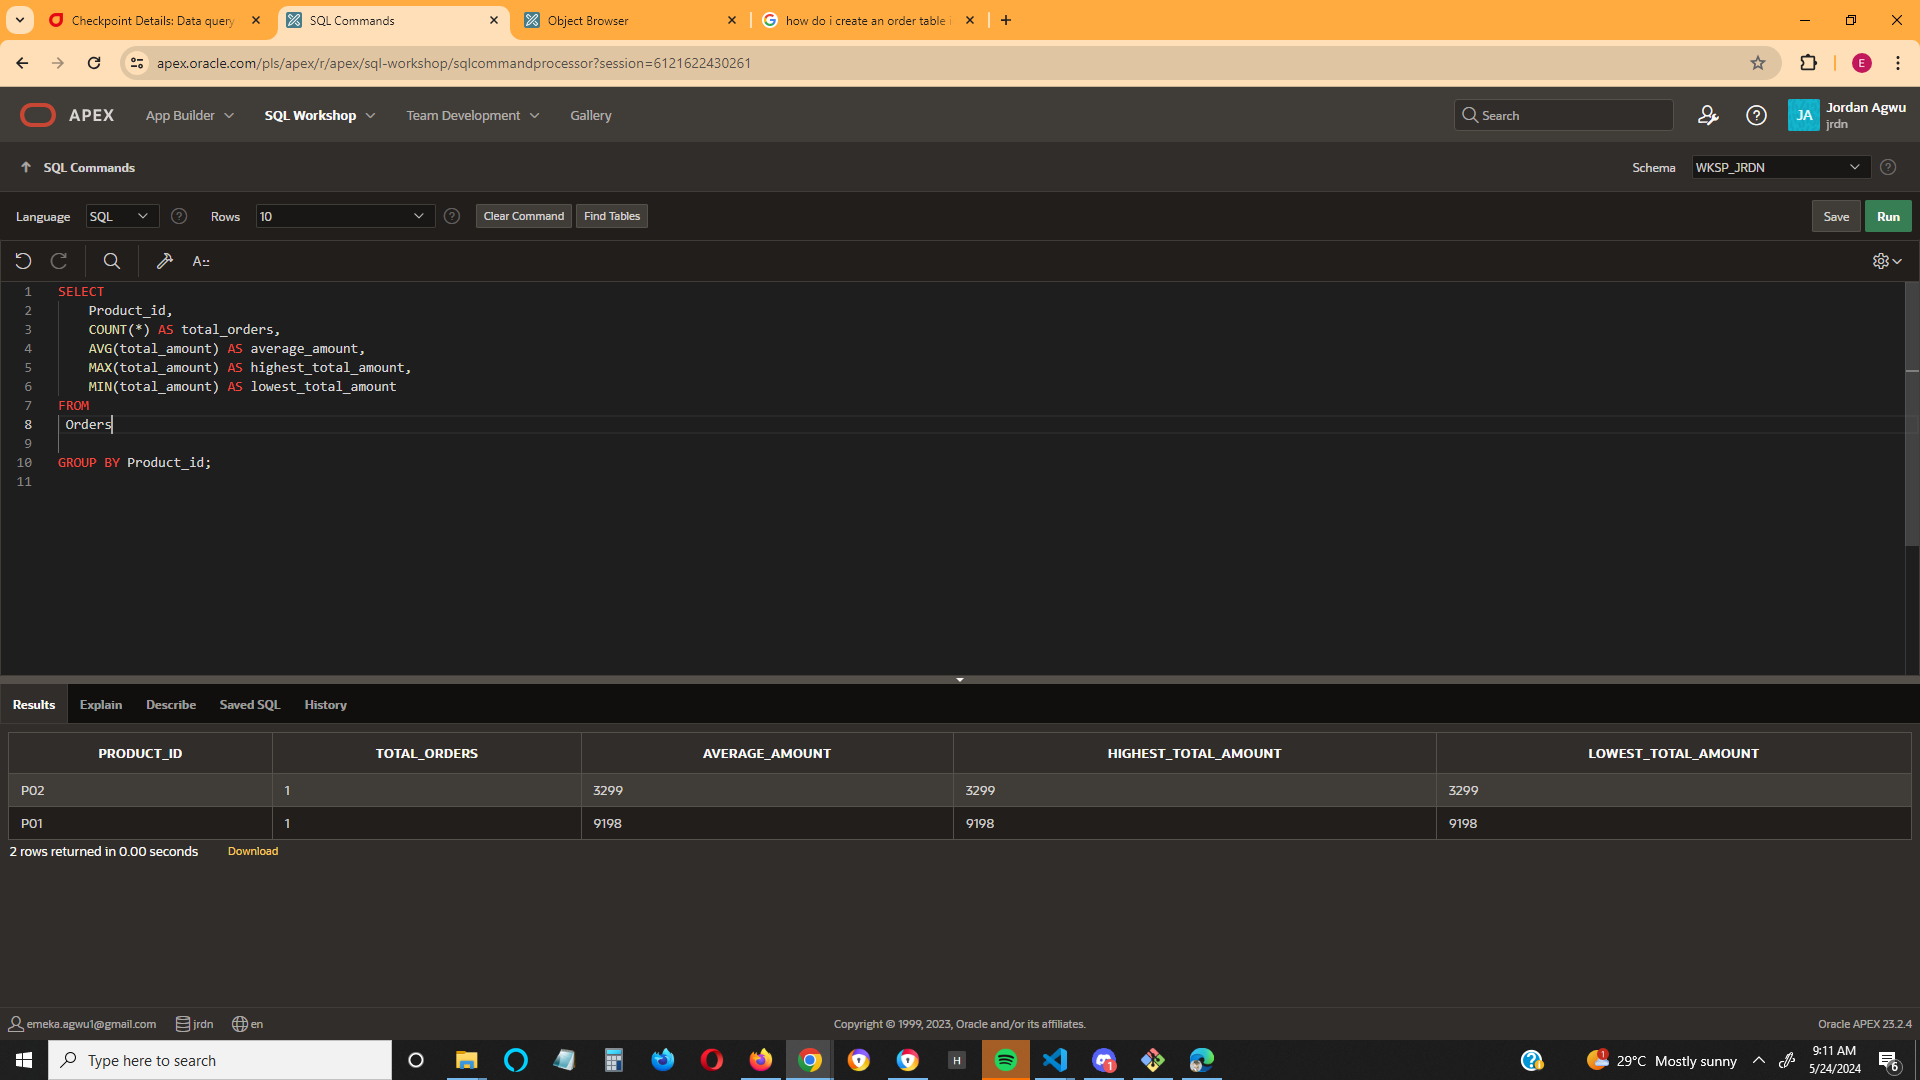 Checkpoint Details: Data query
SQL Commands
Object Browser
how do i create an order table i
apex.oracle.com/pls/apex/r/apex/sql-workshop/sqlcommandprocessor?session=6121622430261
E
APEX
App Builder
SQL Workshop
Team Development
Gallery
Search
JA
Jordan Agwu
jrdn
SQL Commands
Schema
WKSP_JRDN
Language
SQL
Rows
10
Clear Command
Find Tables
Save
Run
A::
1 SELECT
2 Product_id,
3 COUNT(*) AS total_orders,
4 AVG(total_amount) AS average_amount,
5 MAX(total_amount) AS highest_total_amount,
6 MIN(total_amount) AS lowest_total_amount
7 FROM
8 Orders
9
10 GROUP BY Product_id;
11
Results
Explain
Describe
Saved SQL
History
PRODUCT_ID TOTAL_ORDERS AVERAGE_AMOUNT HIGHEST_TOTAL_AMOUNT LOWEST_TOTAL_AMOUNT
P02 1 3299 3299 3299
P01 1 9198 9198 9198
2 rows returned in 0.00 seconds
Download
emeka.agwu1@gmail.com
jrdn
en
Copyright © 1999, 2023, Oracle and/or its affiliates.
Oracle APEX 23.2.4
Type here to search
H
1
1
29°C Mostly sunny
9:11 AM
5/24/2024
6